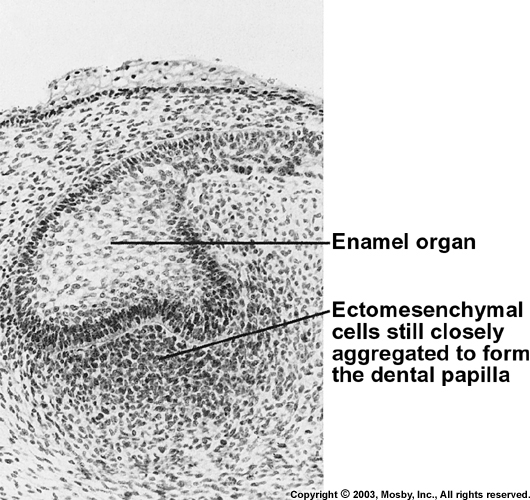 Enamel organ
Ectomesenchymal
cells still closely
aggregated to form
the dental papilla
Copyright © 2003, Mosby, Inc., All rights reserved.